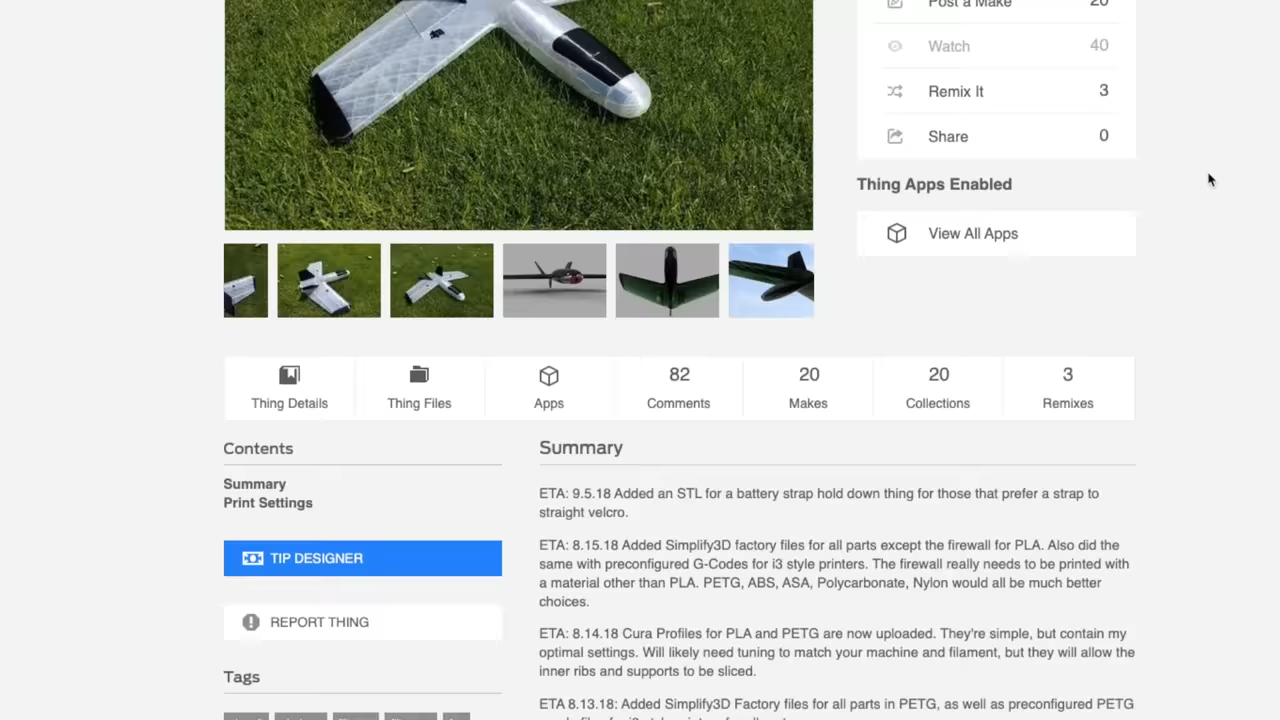 Post a Make 20
Watch 40
Remix It 3
Share 0
Thing Apps Enabled
View All Apps
Thing Details
Thing Files
Apps
82
Comments
20
Makes
20
Collections
3
Remixes
Contents
Summary
Print Settings
TIP DESIGNER
REPORT THING
Tags
Summary
ETA: 9.5.18 Added an STL for a battery strap hold down thing for those that prefer a strap to
straight velcro.
ETA: 8.15.18 Added Simplify3D factory files for all parts except the firewall for PLA. Also did the
same with preconfigured G-Codes for i3 style printers. The firewall really needs to be printed with
a material other than PLA. PETG, ABS, ASA, Polycarbonate, Nylon would all be much better
choices.
ETA: 8.14.18 Cura Profiles for PLA and PETG are now uploaded. They're simple, but contain my
optimal settings. Will likely need tuning to match your machine and filament, but they will allow the
inner ribs and supports to be sliced.
ETA 8.13.18: Added Simplify3D Factory files for all parts in PETG, as well as preconfigured PETG